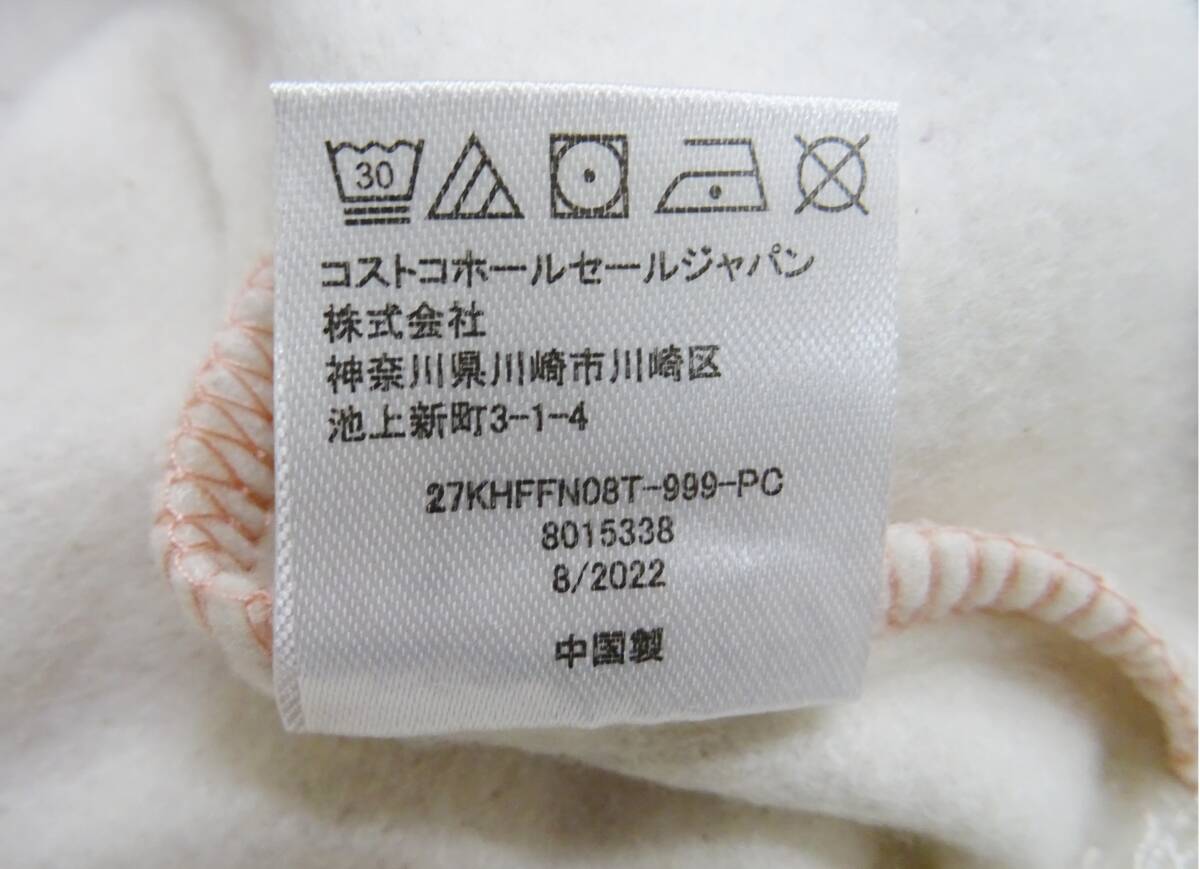 30
コストコホールセールジャパン
株式会社
神奈川県川崎市川崎区
池上新町3-1-4
27KHFFN08T-999-PC
8015338
8/2022
中国製